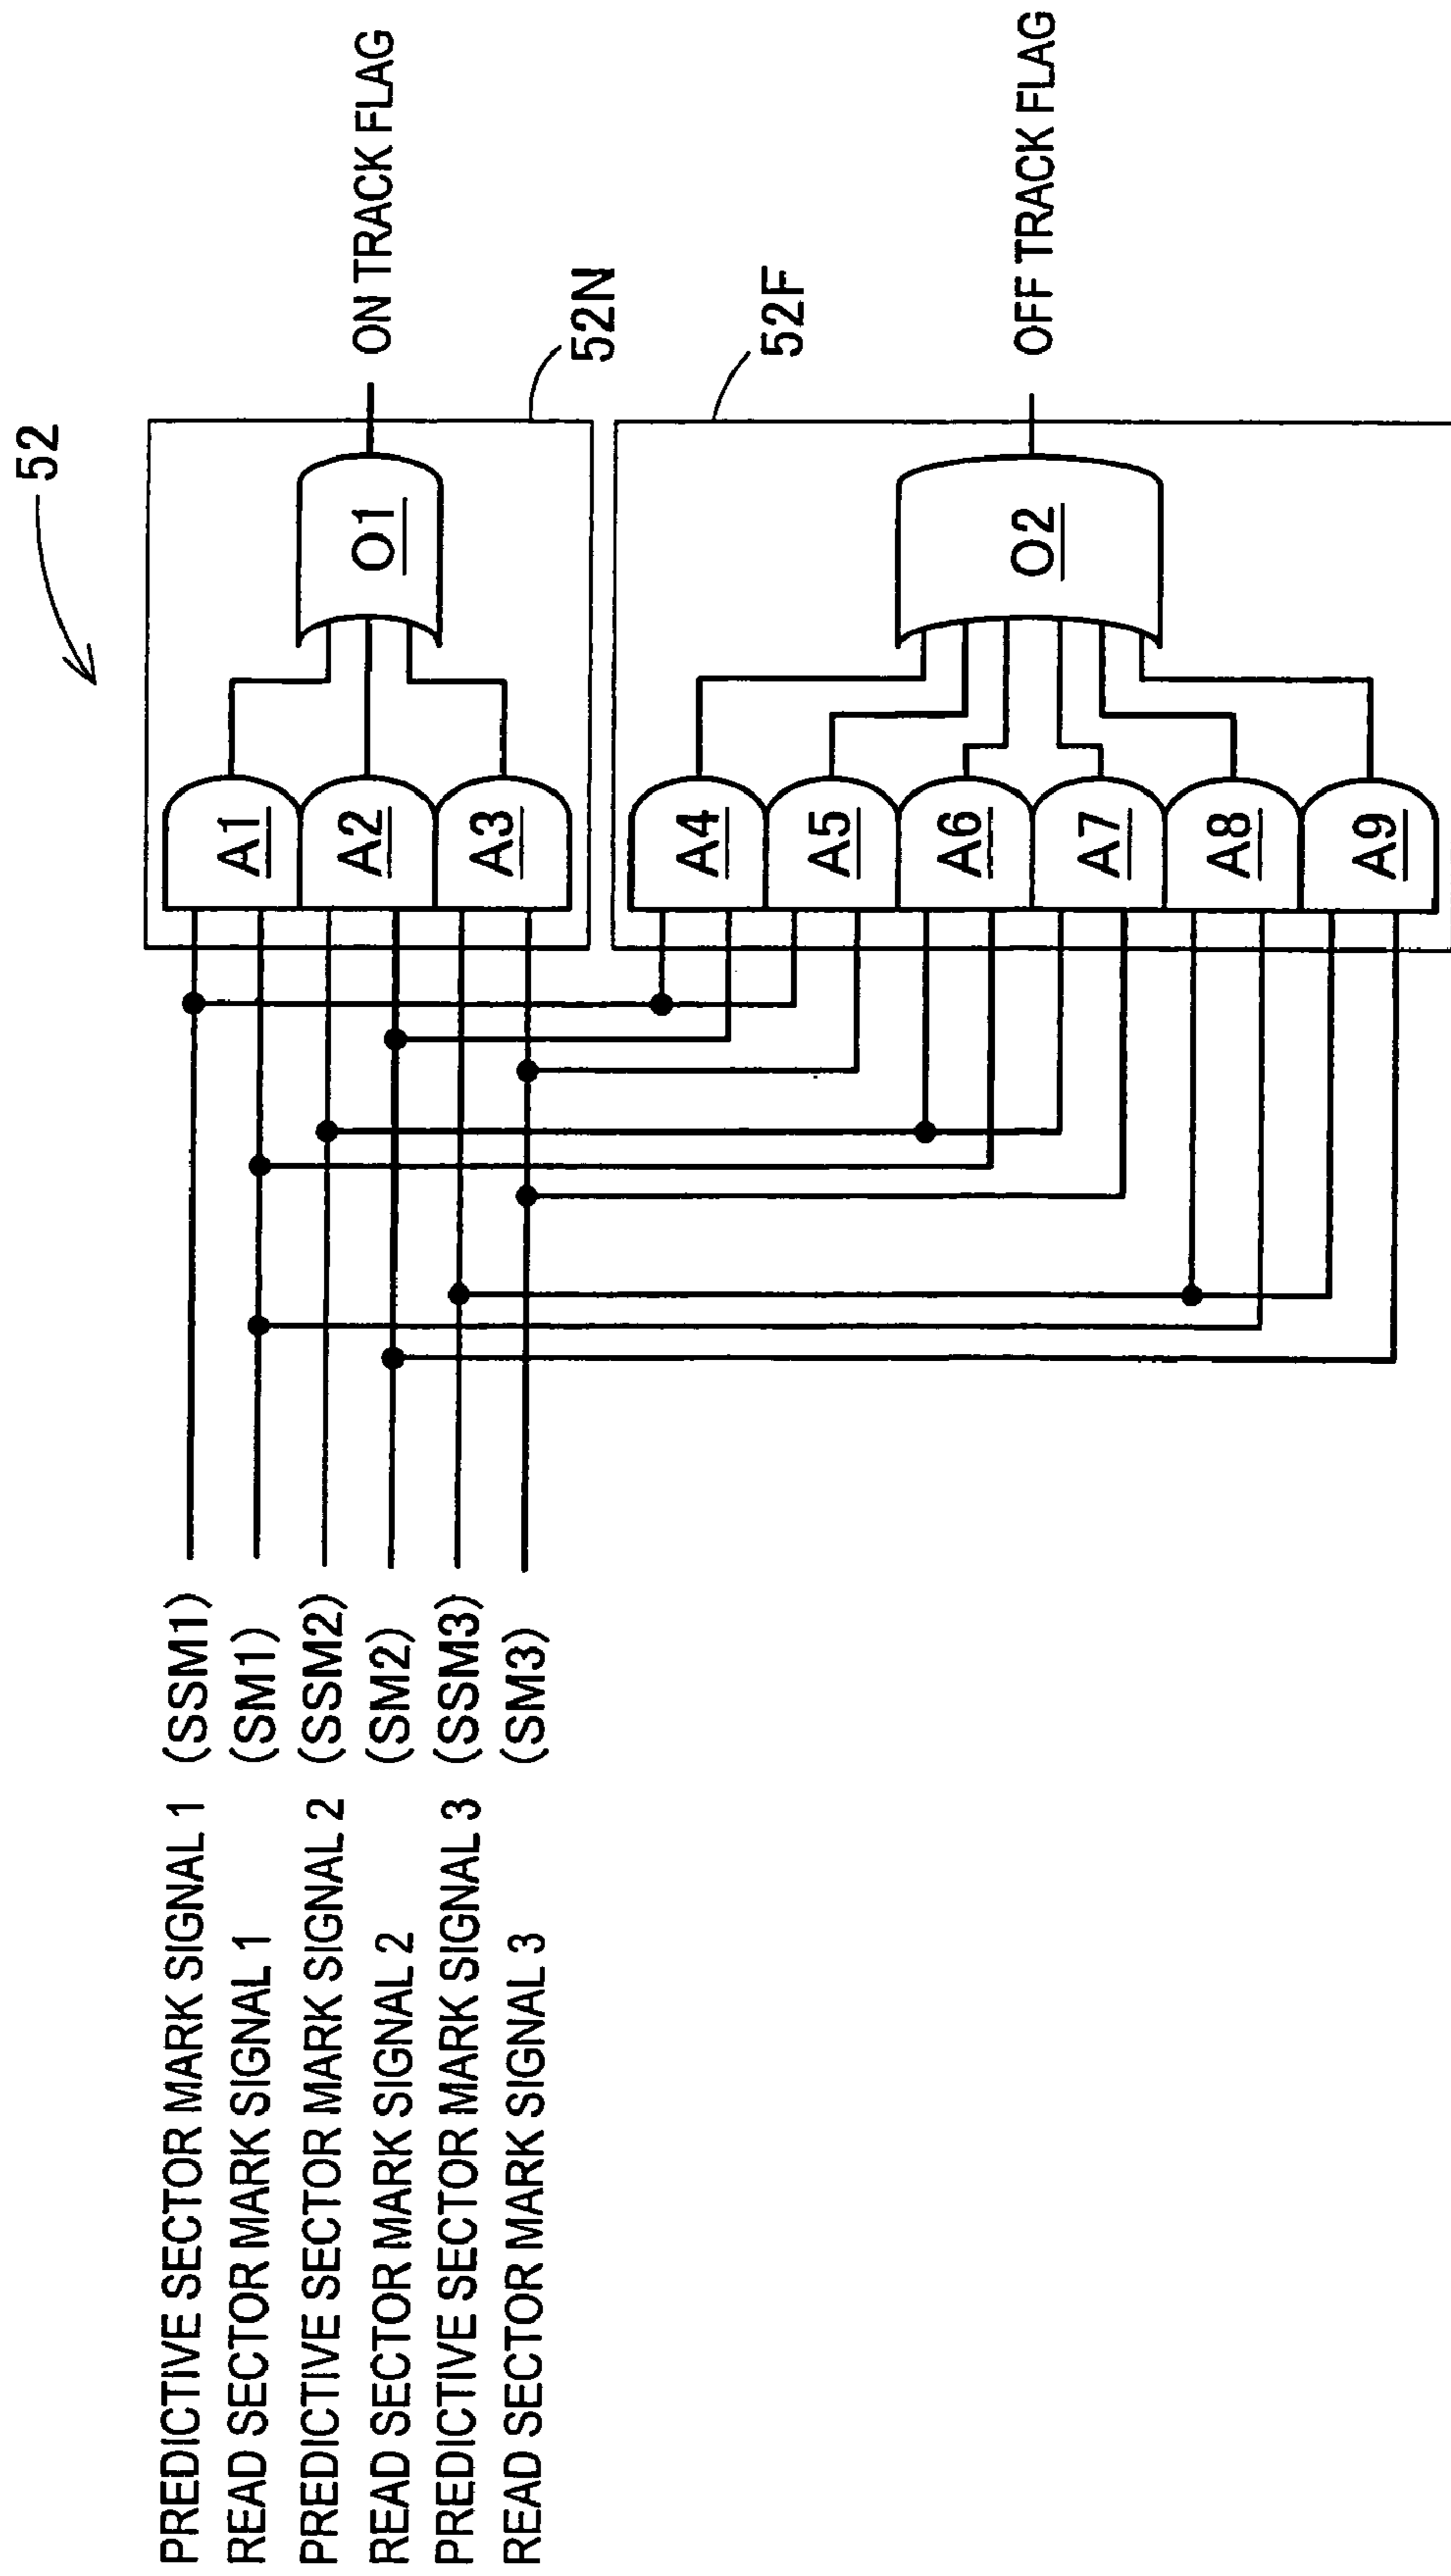 52
PREDICTIVE SECTOR MARK SIGNAL 1 (SSM1)
READ SECTOR MARK SIGNAL 1 (SM1)
PREDICTIVE SECTOR MARK SIGNAL 2 (SSM2)
READ SECTOR MARK SIGNAL 2 (SM2)
PREDICTIVE SECTOR MARK SIGNAL 3 (SSM3)
READ SECTOR MARK SIGNAL 3 (SM3)
A1
A2
A3
O1
ON TRACK FLAG
52N
52F
A4
A5
A6
A7
A8
A9
O2
OFF TRACK FLAG